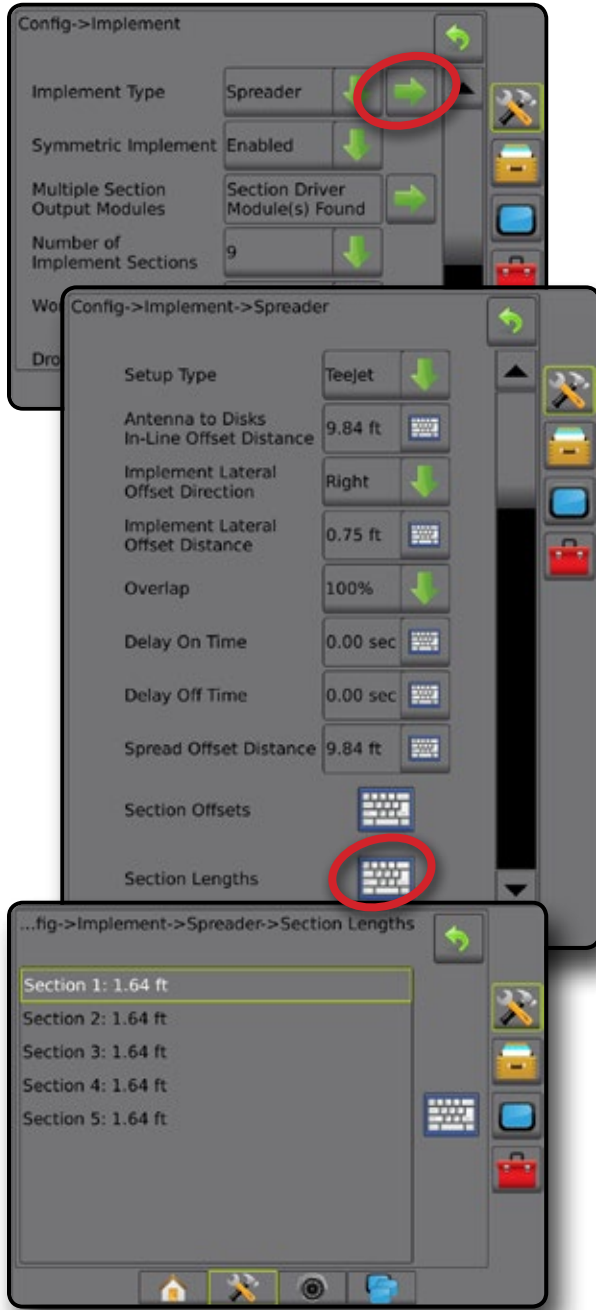 Config->Implement
Implement Type Spreader
Symmetric Implement Enabled
Multiple Section
Output Modules
Section Driver
Module(s) Found
Number of
Implement Sections
9
Wo
Dro
Config->Implement->Spreader
Setup Type TeeJet
Antenna to Disks
In-Line Offset Distance
9.84 ft
Implement Lateral
Offset Direction
Right
Implement Lateral
Offset Distance
0.75 ft
Overlap 100%
Delay On Time 0.00 sec
Delay Off Time 0.00 sec
Spread Offset Distance 9.84 ft
Section Offsets
Section Lengths
...fig->Implement->Spreader->Section Lengths
Section 1: 1.64 ft
Section 2: 1.64 ft
Section 3: 1.64 ft
Section 4: 1.64 ft
Section 5: 1.64 ft